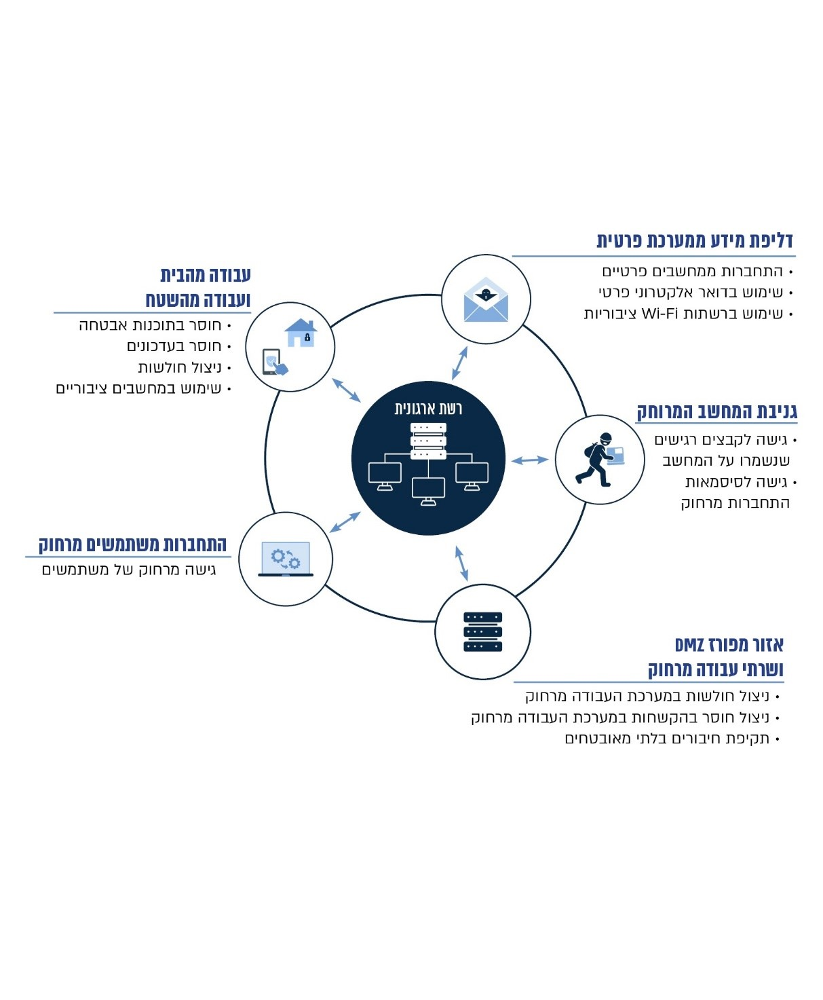 דליפת מידע ממערכת פרטית
• התחברות ממחשבים פרטיים
• שימוש בדואר אלקטרוני פרטי
• שימוש ברשתות Wi-Fi ציבוריות
עבודה מהבית
ועבודה מהשטח
• חוסר בתוכנות אבטחה
• חוסר בעדכונים
• ניצול חולשות
• שימוש במחשבים ציבוריים
רשת ארגונית
גניבת המחשב המרוחק
• גישה לקבצים רגישים
שנשמרו על המחשב
• גישה לסיסמאות
התחברות מרחוק
התחברות משתמשים מרחוק
גישה מרחוק של משתמשים
אזור מפורז DMZ
ושרתי עבודה מרחוק
• ניצול חולשות במערכת העבודה מרחוק
• ניצול חוסר בהקשחות במערכת העבודה מרחוק
• תקיפת חיבורים בלתי מאובטחים